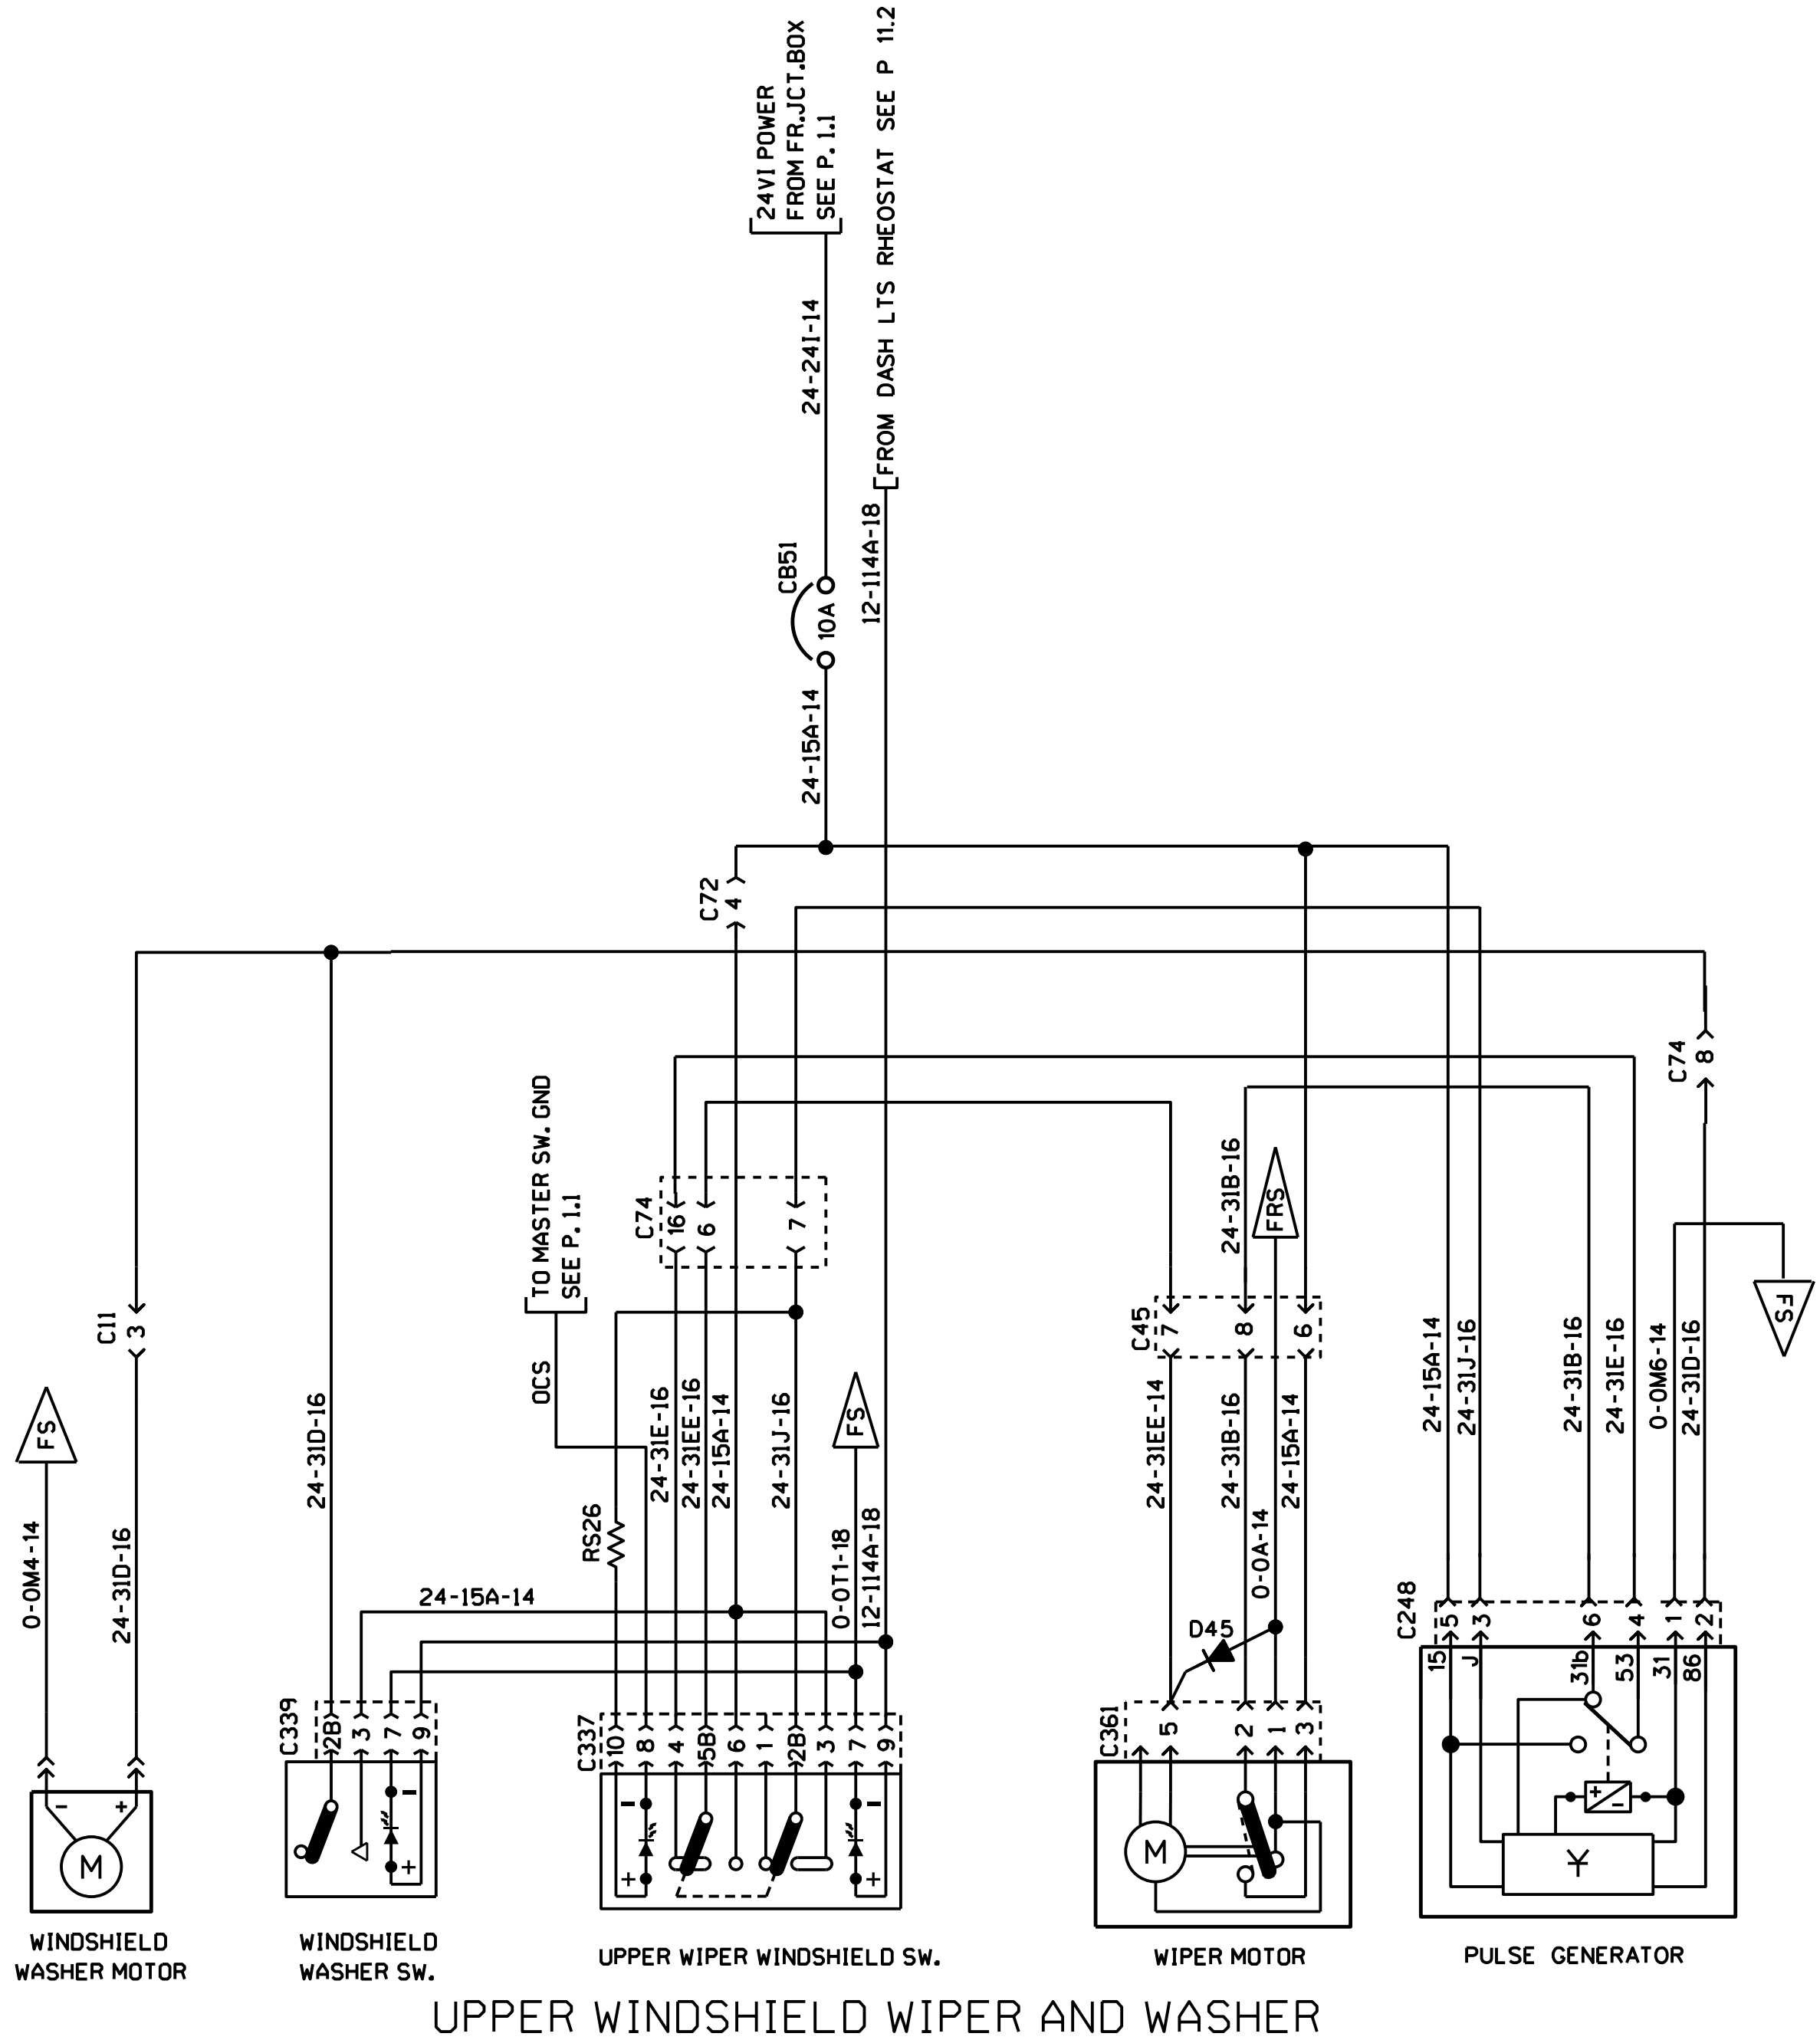 24VI POWER
FROM FR.JCT.BOX
SEE P. 1.1
FROM DASH LTS RHEOSTAT SEE P 11.2
24-24I-14
12-114A-18
CB51
10A
24-15A-14
C72
4
C74
8
TO MASTER SW. GND
SEE P. 1.1
OCS
C74
16
6
7
24-31B-16
FRS
FS
C11
3
C45
7
8
6
FS
24-31D-16
RS26
24-31E-16
24-31EE-16
24-15A-14
24-31J-16
FS
24-31EE-14
24-31B-16
24-15A-14
24-15A-14
24-31J-16
24-31B-16
24-31E-16
0-0M6-14
24-31D-16
0-0M4-14
24-31D-16
24-15A-14
0-0T1-18
12-114A-18
0-0A-14
D45
C248
5
3
6
4
1
2
15
J
31b
53
31
86
C339
2B
3
7
9
C337
10
8
4
5B
6
1
2B
3
7
9
C361
5
2
1
3
- +
M
-
+
-
+
-
+
M
+
-
WINDSHIELD
WASHER MOTOR
WINDSHIELD
WASHER SW.
UPPER WIPER WINDSHIELD SW.
WIPER MOTOR
PULSE GENERATOR
UPPER WINDSHIELD WIPER AND WASHER